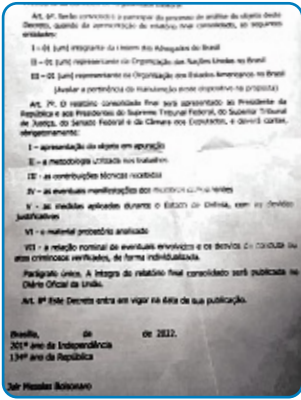 Art. 6º. Serão convidados a participar do processo de análise do objeto deste
Decreto, quando da apresentação do relatório final consolidado, as seguintes
entidades:
I – 01 (um) integrante da Ordem dos Advogados do Brasil
II – 01 (um) representante da Organização das Nações Unidas no Brasil
III – 01 (um) representante da Organização dos Estados Americanos no Brasil
(Avaliar a pertinência da manutenção deste dispositivo na proposta)
Art. 7º. O relatório consolidado final será apresentado ao Presidente da
República e aos Presidentes do Supremo Tribunal Federal, do Superior Tribunal
de Justiça, do Senado Federal e da Câmara dos Deputados, e deverá conter,
obrigatoriamente:
I – apresentação do objeto em apuração
II – a metodologia utilizada nos trabalhos
III – as contribuições técnicas recebidas
IV – as eventuais manifestações dos membros
V – as medidas aplicadas durante o Estado de Defesa, com as devidas
justificativas
VI – o material probatório analisado
VII – a relação nominal de eventuais envolvidos e os desvios de conduta ou
atos criminosos verificados, de forma individualizada.
Parágrafo único. A íntegra do relatório final consolidado será publicada no
Diário Oficial da União.
Art. 8º Este Decreto entra em vigor na data de sua publicação.
Brasília, de de 2022.
201º ano da Independência
134º ano da República
Jair Messias Bolsonaro